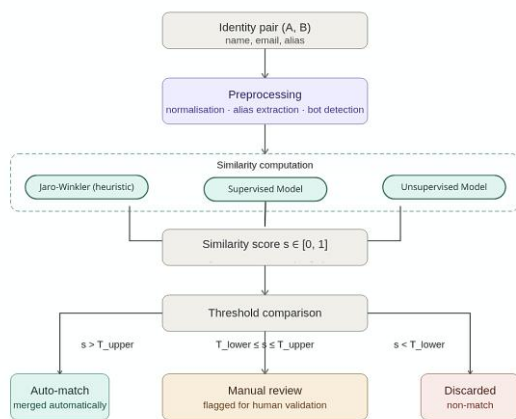 Identity pair (A, B)
name, email, alias
Preprocessing
normalisation · alias extraction · bot detection
Similarity computation
Jaro-Winkler (heuristic)
Supervised Model
Unsupervised Model
Similarity score s ∈ [0, 1]
Threshold comparison
s > T_upper
T_lower ≤ s ≤ T_upper
s < T_lower
Auto-match
merged automatically
Manual review
flagged for human validation
Discarded
non-match